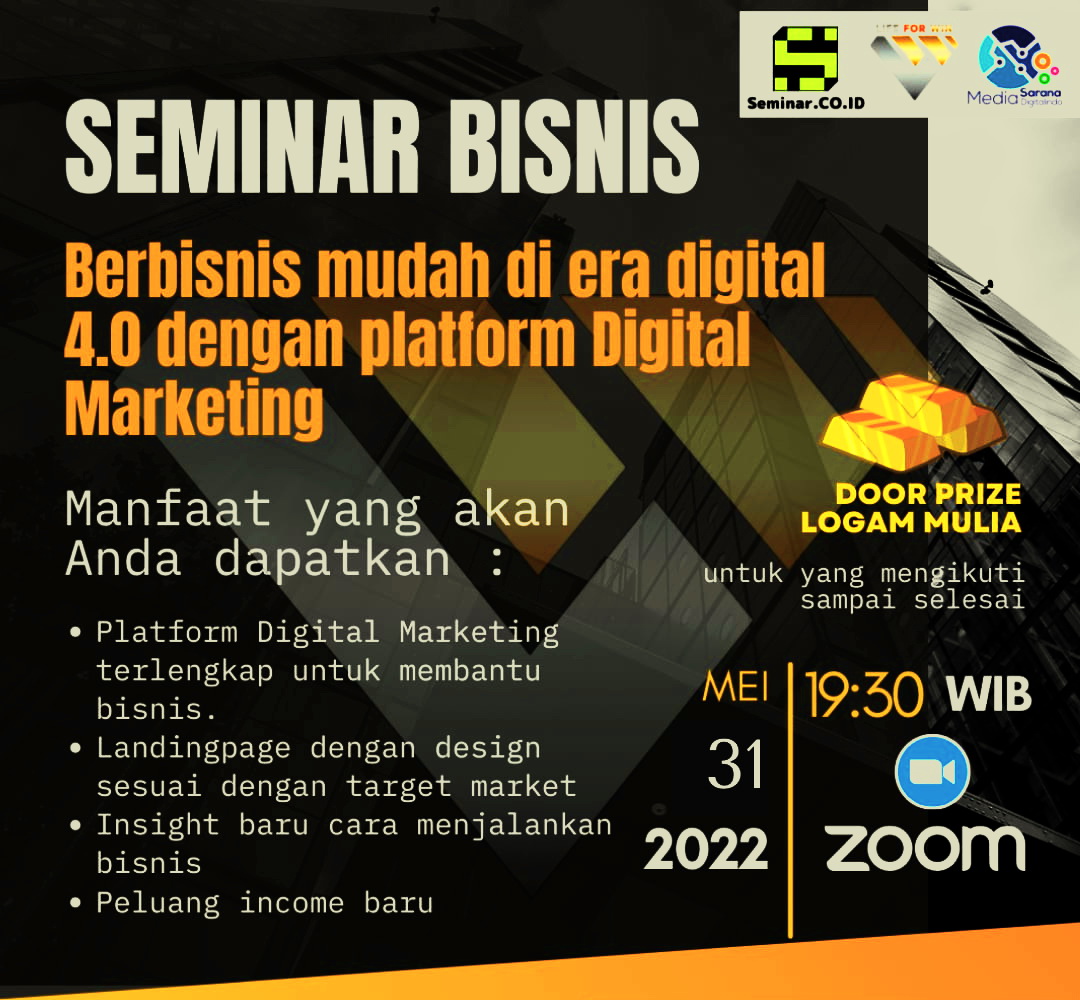 LIFE FOR WIN
Seminar.CO.ID
Media Sarana
Digitalindo
SEMINAR BISNIS
Berbisnis mudah di era digital
4.0 dengan platform Digital
Marketing
Manfaat yang akan
Anda dapatkan :
• Platform Digital Marketing
terlengkap untuk membantu
bisnis.
• Landingpage dengan design
sesuai dengan target market
• Insight baru cara menjalankan
bisnis
• Peluang income baru
DOOR PRIZE
LOGAM MULIA
untuk yang mengikuti
sampai selesai
MEI
31
2022
19:30 WIB
zoom